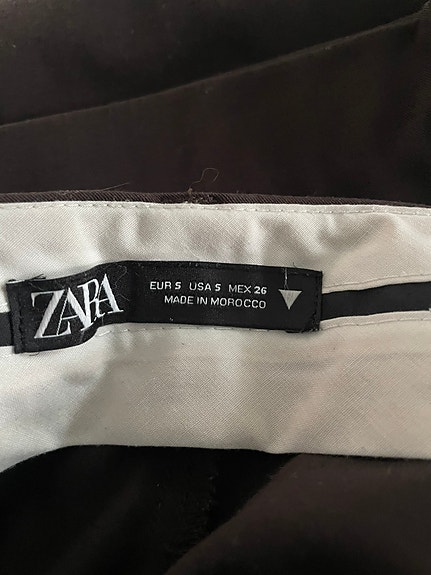 ZARA
EUR S USA S MEX 26
MADE IN MOROCCO